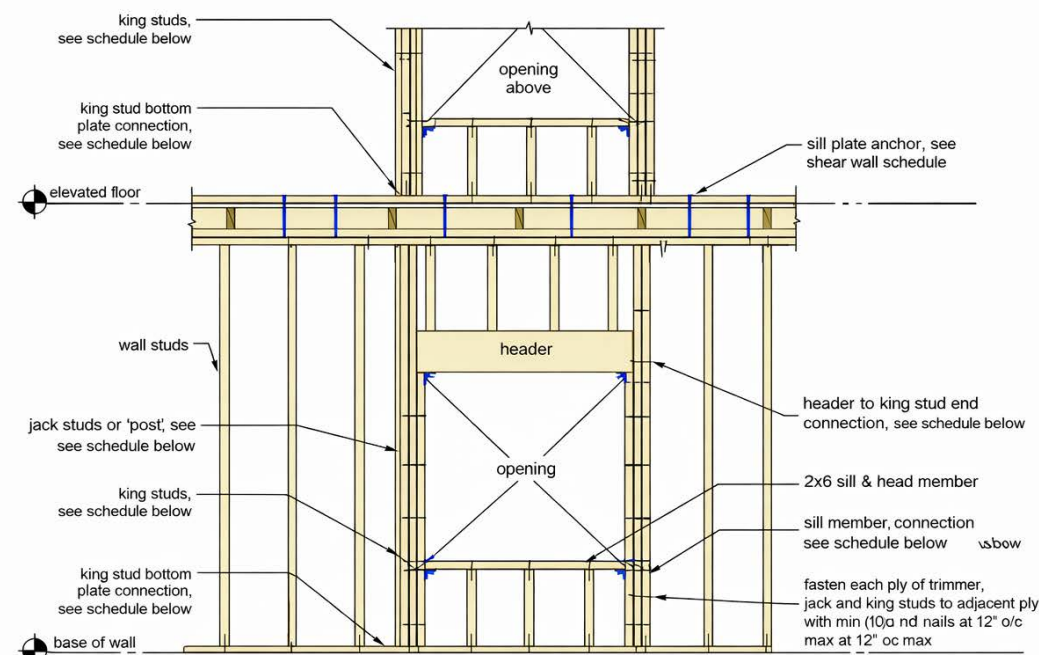 king studs,
see schedule below
opening
above
king stud bottom
plate connection,
see schedule below
sill plate anchor, see
shear wall schedule
elevated floor
wall studs
header
jack studs or 'post', see
see schedule below
header to king stud end
connection, see schedule below
opening
king studs,
see schedule below
2x6 sill & head member
sill member, connection
see schedule below
king stud bottom
plate connection,
see schedule below
fasten each ply of trimmer,
jack and king studs to adjacent ply
with min nd nails at 12" o/c
max at 12" oc max
base of wall